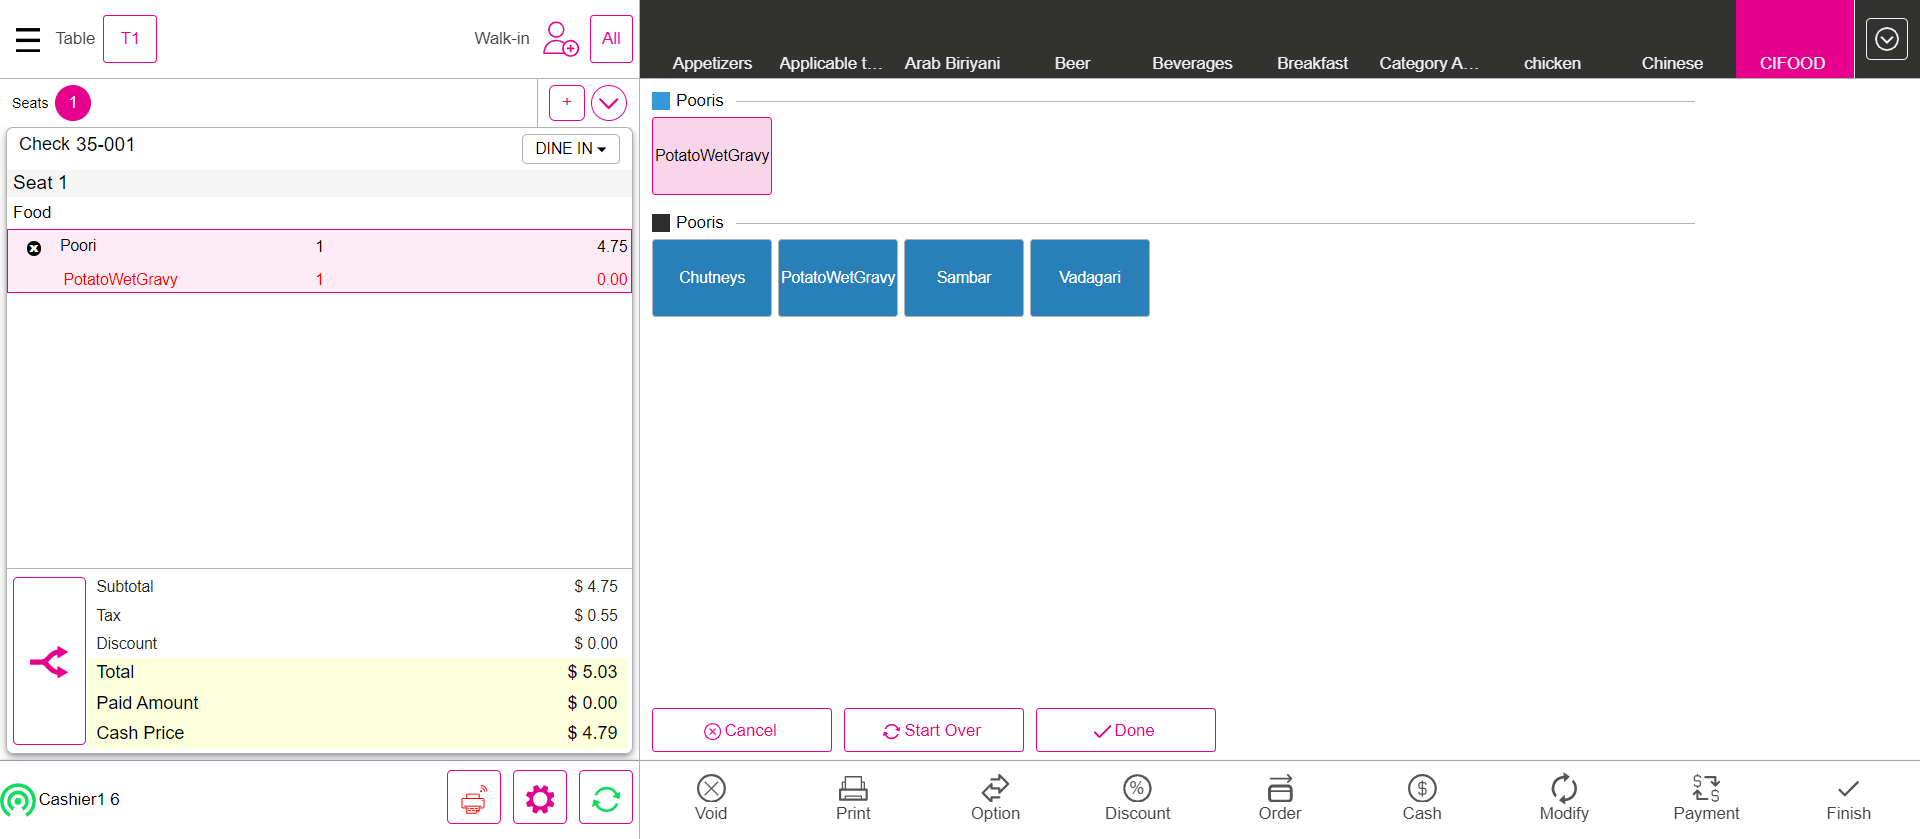 Table T1 Walk-in All
Appetizers Applicable t... Arab Biriyani Beer Beverages Breakfast Category A... chicken Chinese CIFOOD
Seats 1 +
Check 35-001 DINE IN
Seat 1
Food
Poori 1 4.75
PotatoWetGravy 1 0.00
Subtotal $ 4.75
Tax $ 0.55
Discount $ 0.00
Total $ 5.03
Paid Amount $ 0.00
Cash Price $ 4.79
Cashier1 6
Pooris
PotatoWetGravy
Pooris
Chutneys PotatoWetGravy Sambar Vadagari
Cancel Start Over Done
Void Print Option Discount Order Cash Modify Payment Finish